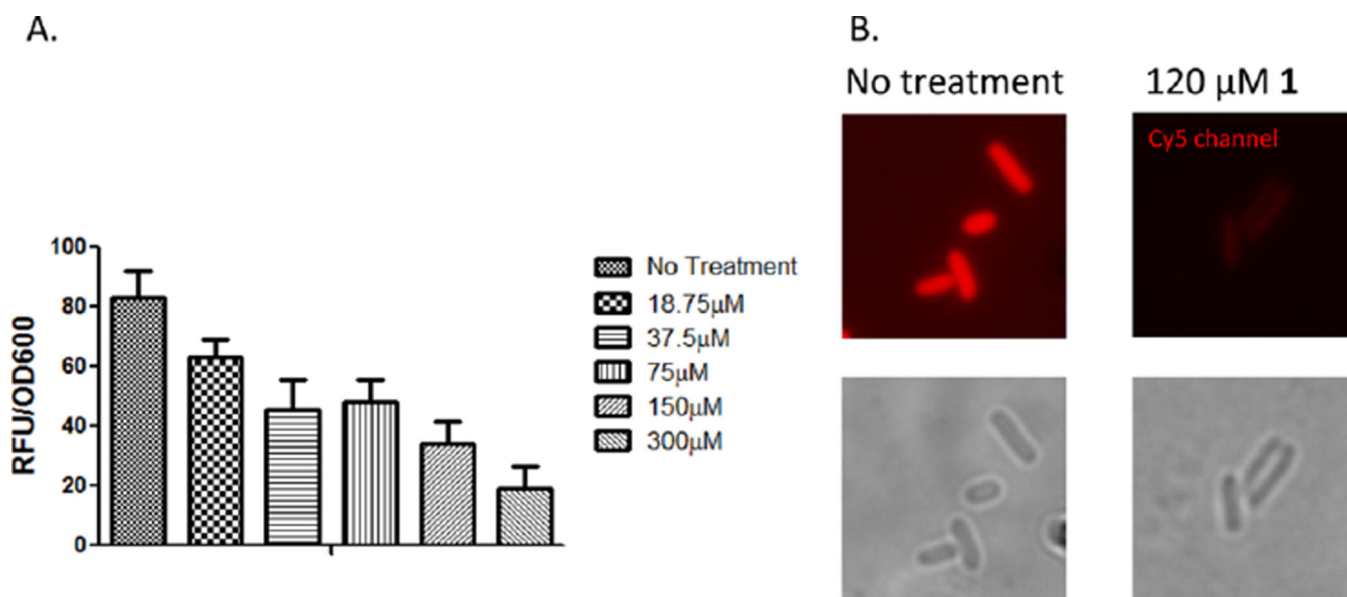 A.
100
80
60
40
20
0
RFU/OD600
No Treatment
18.75μM
37.5μM
75μM
150μM
300μM
B.
No treatment
120 μM 1
Cy5 channel